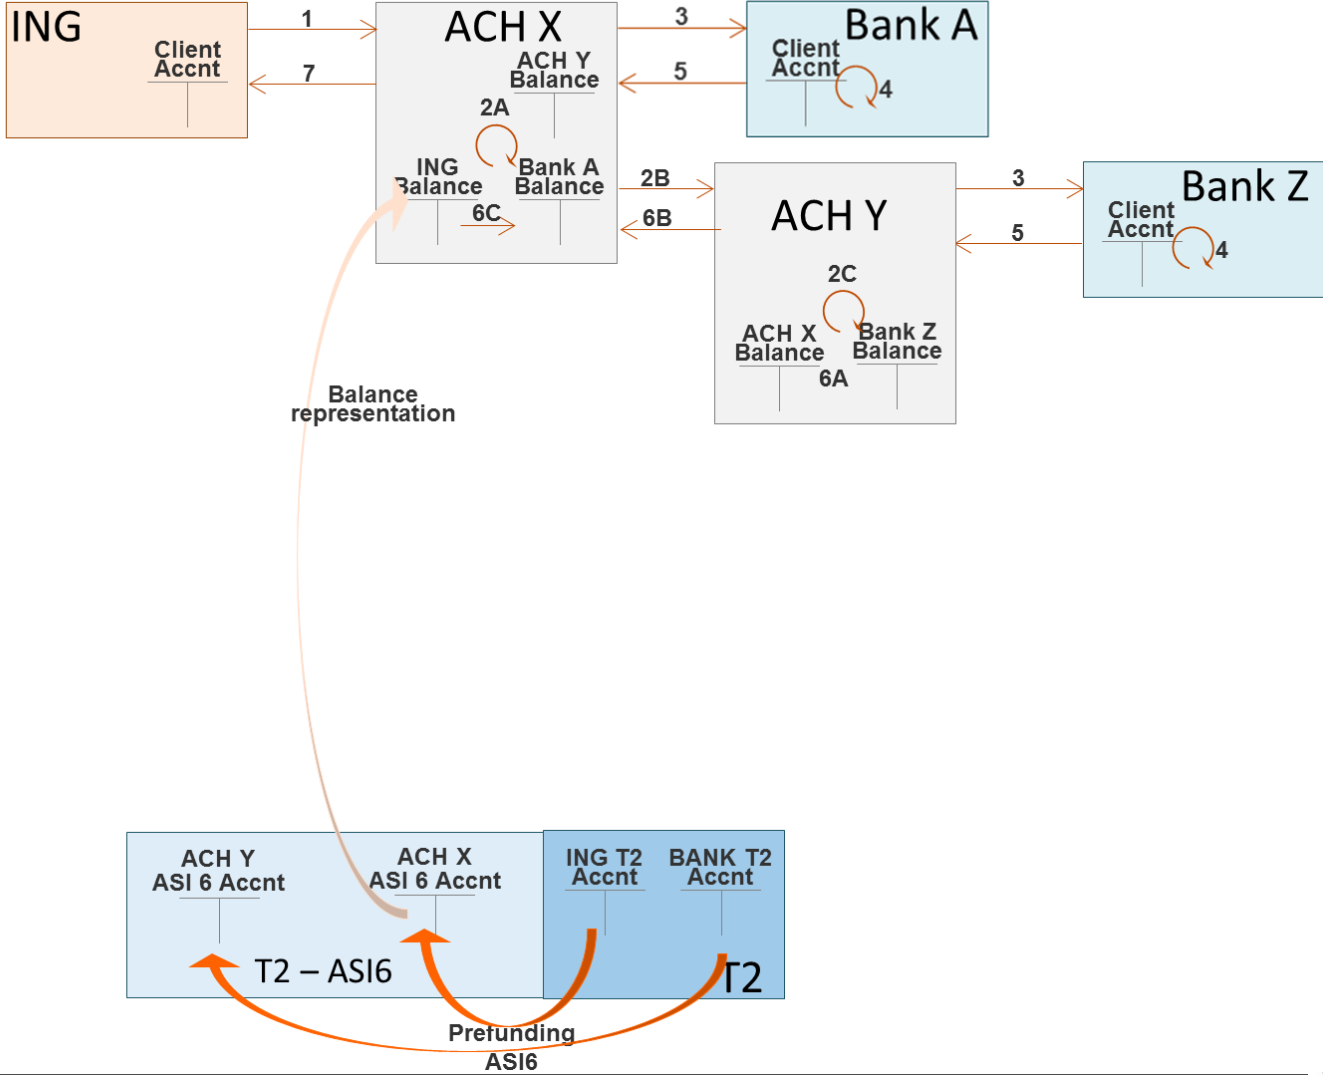 ING
Client
Accnt
1
7
ACH X
ACH Y
Balance
2A
ING
Balance
Bank A
Balance
6C
3
5
Bank A
Client
Accnt
4
2B
6B
ACH Y
2C
ACH X
Balance
Bank Z
Balance
6A
3
5
Bank Z
Client
Accnt
4
Balance
representation
ACH Y
ASI 6 Accnt
ACH X
ASI 6 Accnt
T2 – ASI6
ING T2
Accnt
BANK T2
Accnt
T2
Prefunding
ASI6